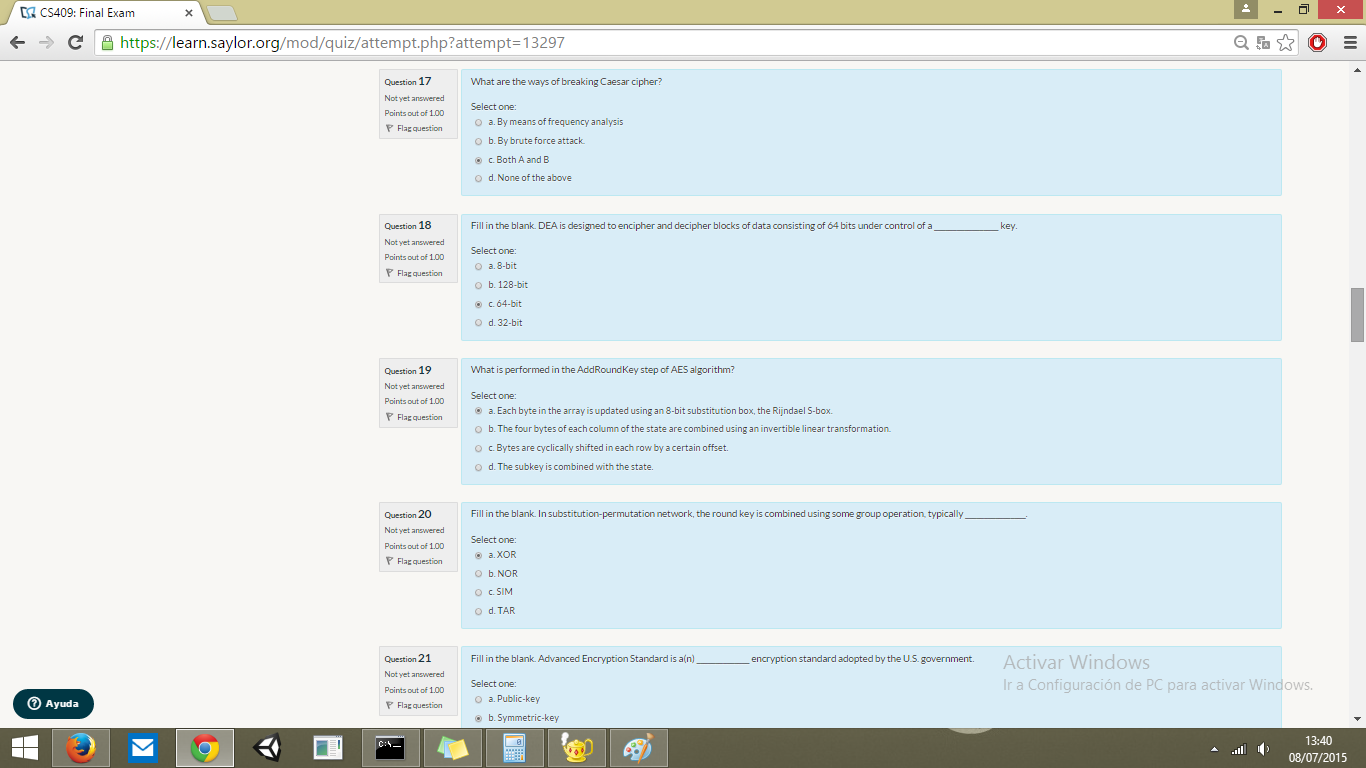 CS409: Final Exam
https://learn.saylor.org/mod/quiz/attempt.php?attempt=13297
Question 17
Not yet answered
Points out of 1.00
Flag question
What are the ways of breaking Caesar cipher?
Select one:
a. By means of frequency analysis
b. By brute force attack.
c. Both A and B
d. None of the above
Question 18
Not yet answered
Points out of 1.00
Flag question
Fill in the blank. DEA is designed to encipher and decipher blocks of data consisting of 64 bits under control of a _______________ key.
Select one:
a. 8-bit
b. 128-bit
c. 64-bit
d. 32-bit
Question 19
Not yet answered
Points out of 1.00
Flag question
What is performed in the AddRoundKey step of AES algorithm?
Select one:
a. Each byte in the array is updated using an 8-bit substitution box, the Rijndael S-box.
b. The four bytes of each column of the state are combined using an invertible linear transformation.
c. Bytes are cyclically shifted in each row by a certain offset.
d. The subkey is combined with the state.
Question 20
Not yet answered
Points out of 1.00
Flag question
Fill in the blank. In substitution-permutation network, the round key is combined using some group operation, typically ______________.
Select one:
a. XOR
b. NOR
c. SIM
d. TAR
Question 21
Not yet answered
Points out of 1.00
Flag question
Fill in the blank. Advanced Encryption Standard is a(n) ____________ encryption standard adopted by the U.S. government.
Select one:
a. Public-key
b. Symmetric-key
Activar Windows
Ir a Configuración de PC para activar Windows.
Ayuda
C:\_
13:40
08/07/2015